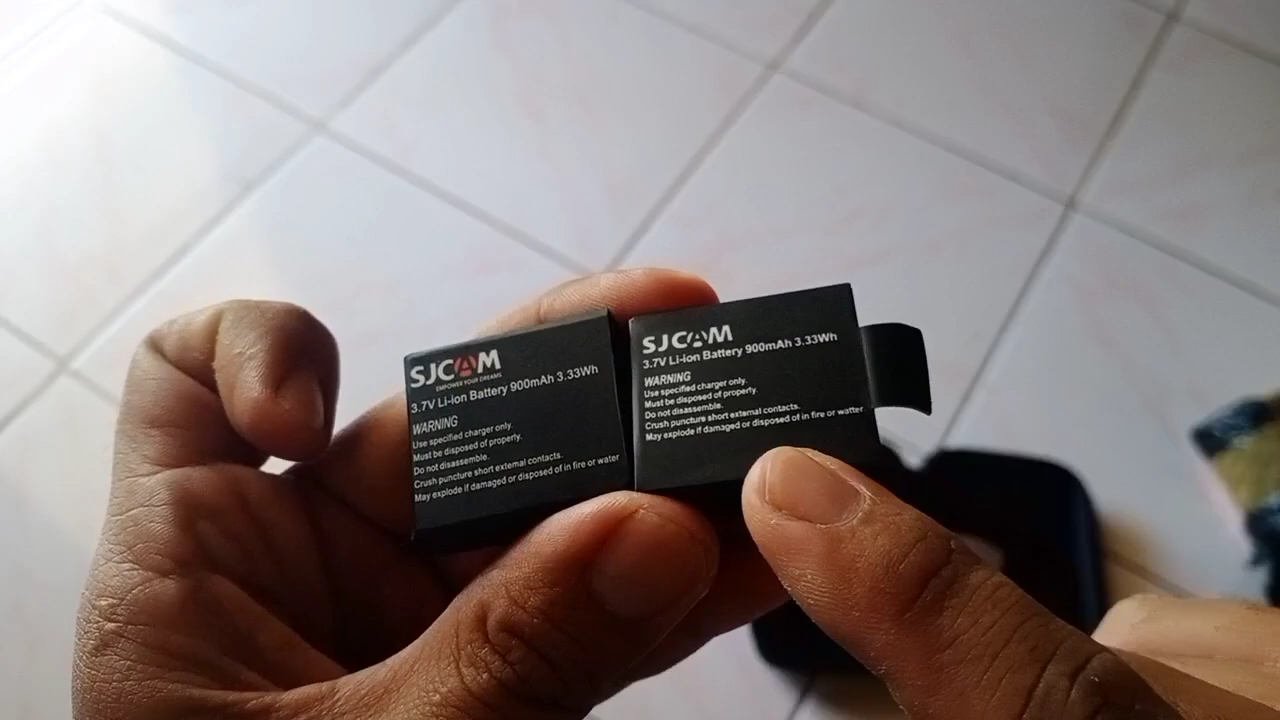 SJCAM
EMPOWER YOUR DREAMS
3.7V Li-ion Battery 900mAh 3.33Wh
WARNING
Use specified charger only.
Must be disposed of properly.
Do not disassemble.
Crush puncture short external contacts.
May explode if damaged or disposed of in fire or water
SJCAM
3.7V Li-ion Battery 900mAh 3.33Wh
WARNING
Use specified charger only.
Must be disposed of properly.
Do not disassemble.
Crush puncture short external contacts.
May explode if damaged or disposed of in fire or water